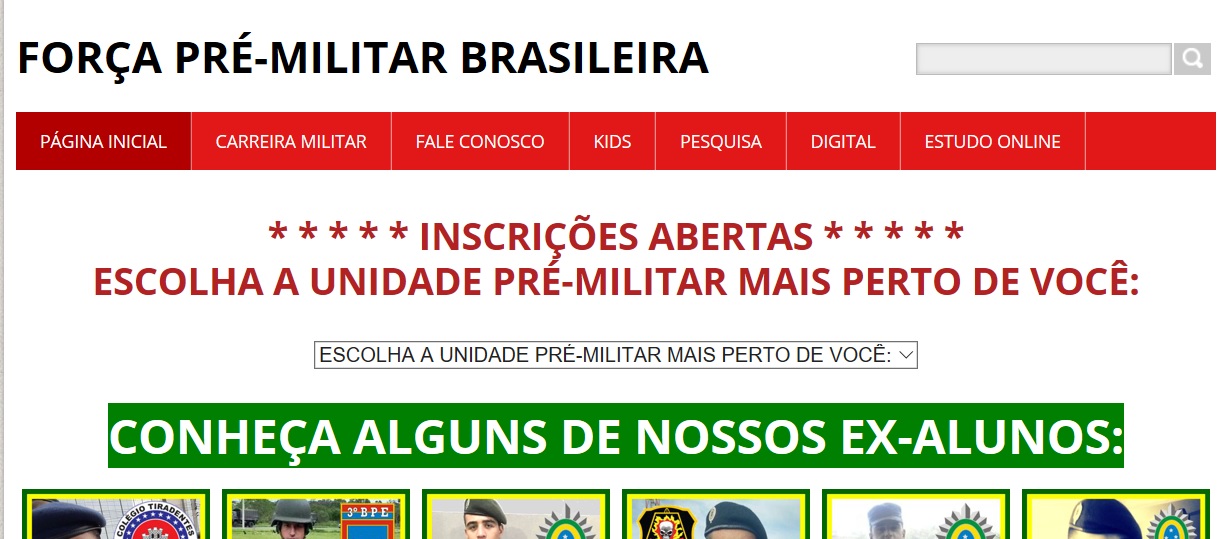 FORÇA PRÉ-MILITAR BRASILEIRA
PÁGINA INICIAL CARREIRA MILITAR FALE CONOSCO KIDS PESQUISA DIGITAL ESTUDO ONLINE
* * * * * INSCRIÇÕES ABERTAS * * * * *
ESCOLHA A UNIDADE PRÉ-MILITAR MAIS PERTO DE VOCÊ:
ESCOLHA A UNIDADE PRÉ-MILITAR MAIS PERTO DE VOCÊ:
CONHEÇA ALGUNS DE NOSSOS EX-ALUNOS:
COLÉGIO TIRADENTES
3º BPE